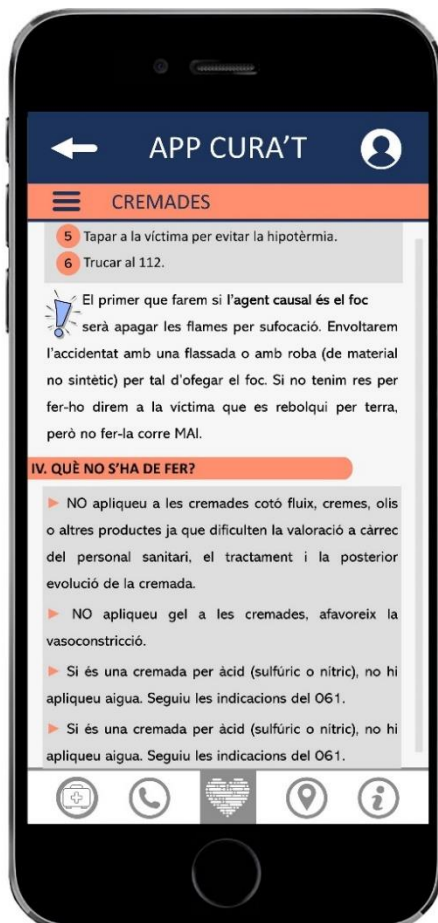 APP CURA'T
CREMADES
5 Tapar a la víctima per evitar la hipotèrmia.
6 Trucar al 112.
El primer que farem si l'agent causal és el foc
serà apagar les flames per sufocació. Envoltarem
l'accidentat amb una flassada o amb roba (de material
no sintètic) per tal d'ofegar el foc. Si no tenim res per
fer-ho direm a la víctima que es rebolqui per terra,
però no fer-la corre MAI.
IV. QUÈ NO S'HA DE FER?
► NO apliqueu a les cremades cotó fluix, cremes, olis
o altres productes ja que dificulten la valoració a càrrec
del personal sanitari, el tractament i la posterior
evolució de la cremada.
► NO apliqueu gel a les cremades, afavoreix la
vasoconstricció.
► Si és una cremada per àcid (sulfúric o nítric), no hi
apliqueu aigua. Seguiu les indicacions del 061.
► Si és una cremada per àcid (sulfúric o nítric), no hi
apliqueu aigua. Seguiu les indicacions del 061.